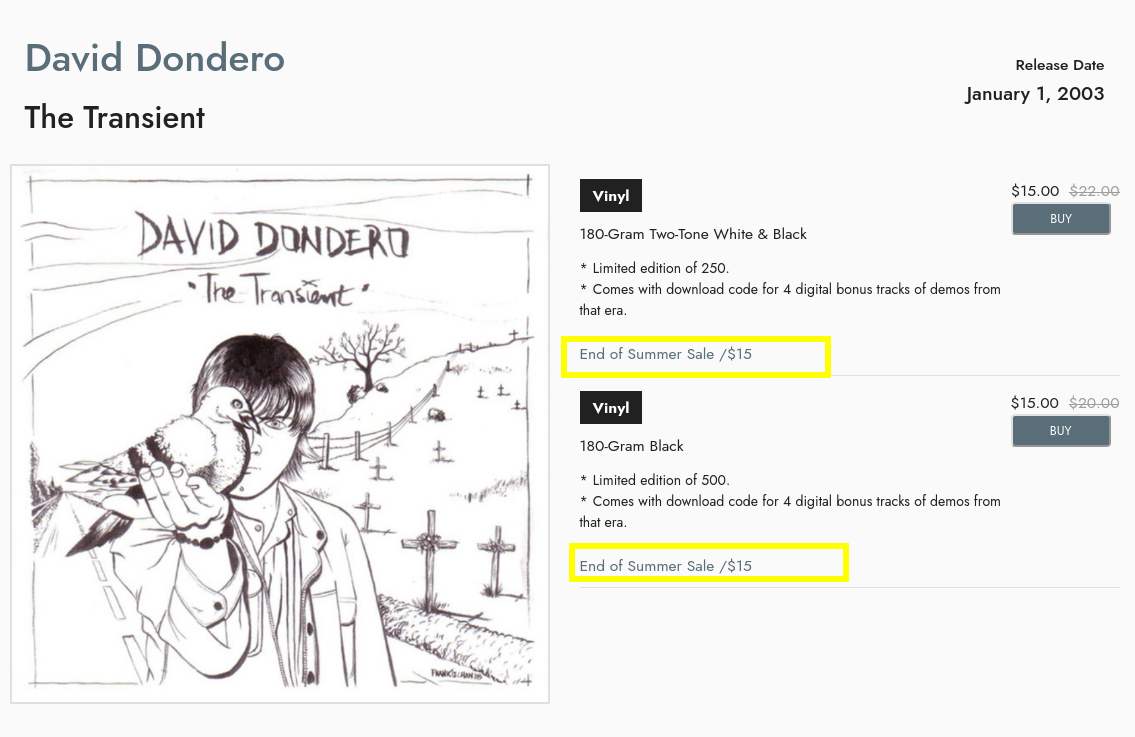 David Dondero
The Transient
Release Date
January 1, 2003
DAVID DONDERO
"The Transient"
FRANKIE CHAN
Vinyl
$15.00 $22.00
BUY
180-Gram Two-Tone White & Black
* Limited edition of 250.
* Comes with download code for 4 digital bonus tracks of demos from
that era.
End of Summer Sale /$15
Vinyl
$15.00 $20.00
BUY
180-Gram Black
* Limited edition of 500.
* Comes with download code for 4 digital bonus tracks of demos from
that era.
End of Summer Sale /$15